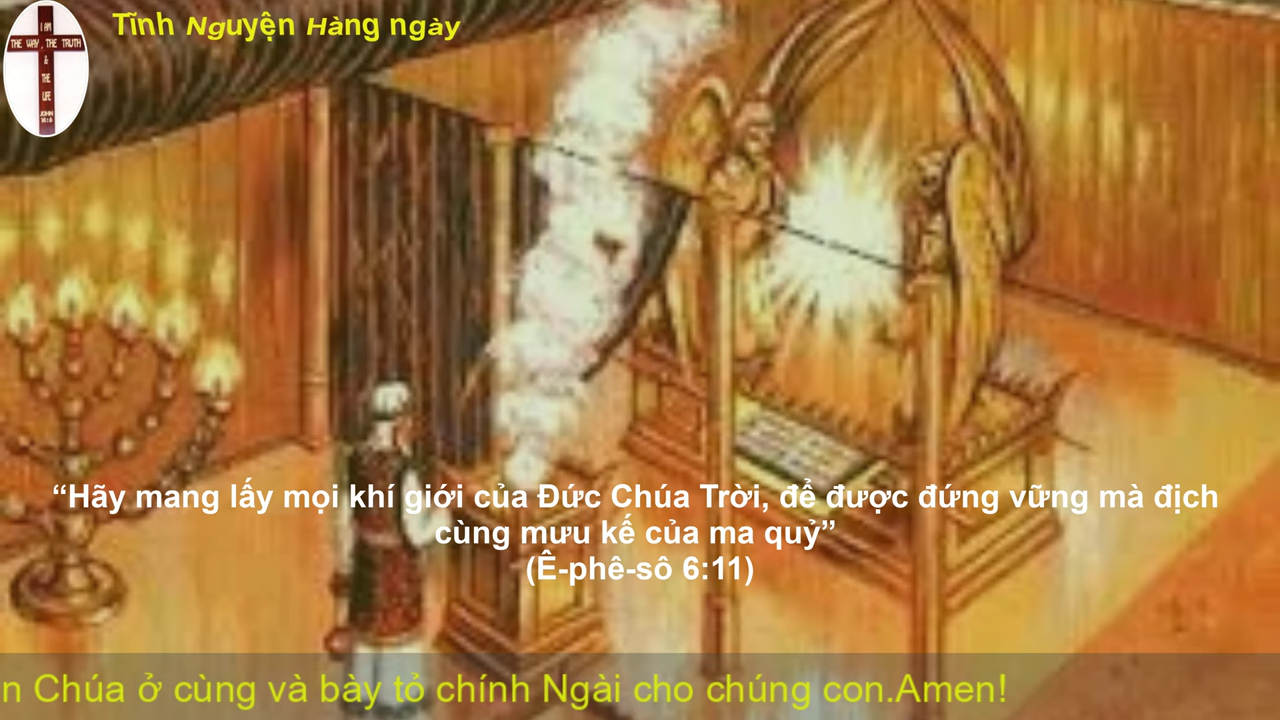 I AM
THE WAY, THE TRUTH
&
THE
LIFE
JOHN
Tĩnh Nguyện Hàng ngày
“Hãy mang lấy mọi khí giới của Đức Chúa Trời, để được đứng vững mà địch
cùng mưu kế của ma quỷ”
(Ê-phê-sô 6:11)
n Chúa ở cùng và bày tỏ chính Ngài cho chúng con.Amen!